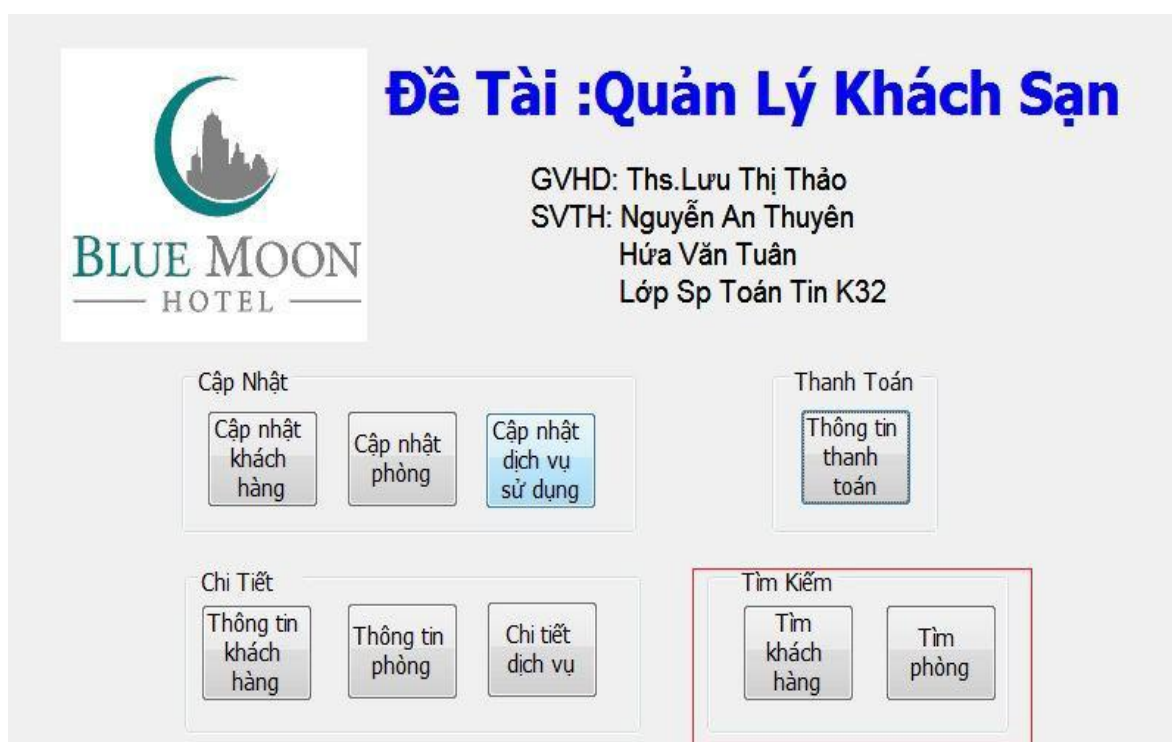 Đề Tài :Quản Lý Khách Sạn
GVHD: Ths.Lưu Thị Thảo
SVTH: Nguyễn An Thuyên
Hứa Văn Tuân
Lớp Sp Toán Tin K32
BLUE MOON
HOTEL
Cập Nhật
Cập nhật
khách
hàng
Cập nhật
phòng
Cập nhật
dịch vụ
sử dụng
Thanh Toán
Thông tin
thanh
toán
Chi Tiết
Thông tin
khách
hàng
Thông tin
phòng
Chi tiết
dịch vụ
Tìm Kiếm
Tìm
khách
hàng
Tìm
phòng